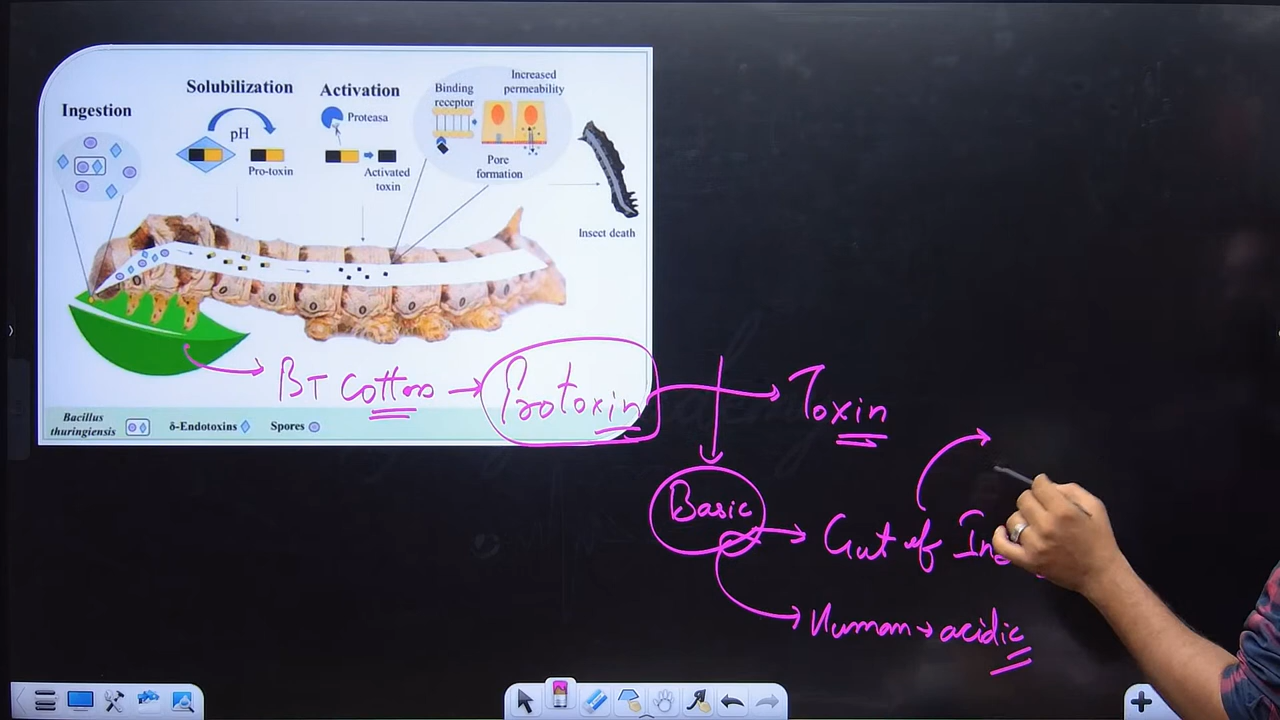 Ingestion
Solubilization
pH
Pro-toxin
Activation
Proteasa
Activated
toxin
Binding
receptor
Increased
permeability
Pore
formation
Insect death
Bacillus
thuringiensis
δ-Endotoxins
Spores
BT Cotton → Protoxin → Toxin
Basic → Gut of
Human → acidic